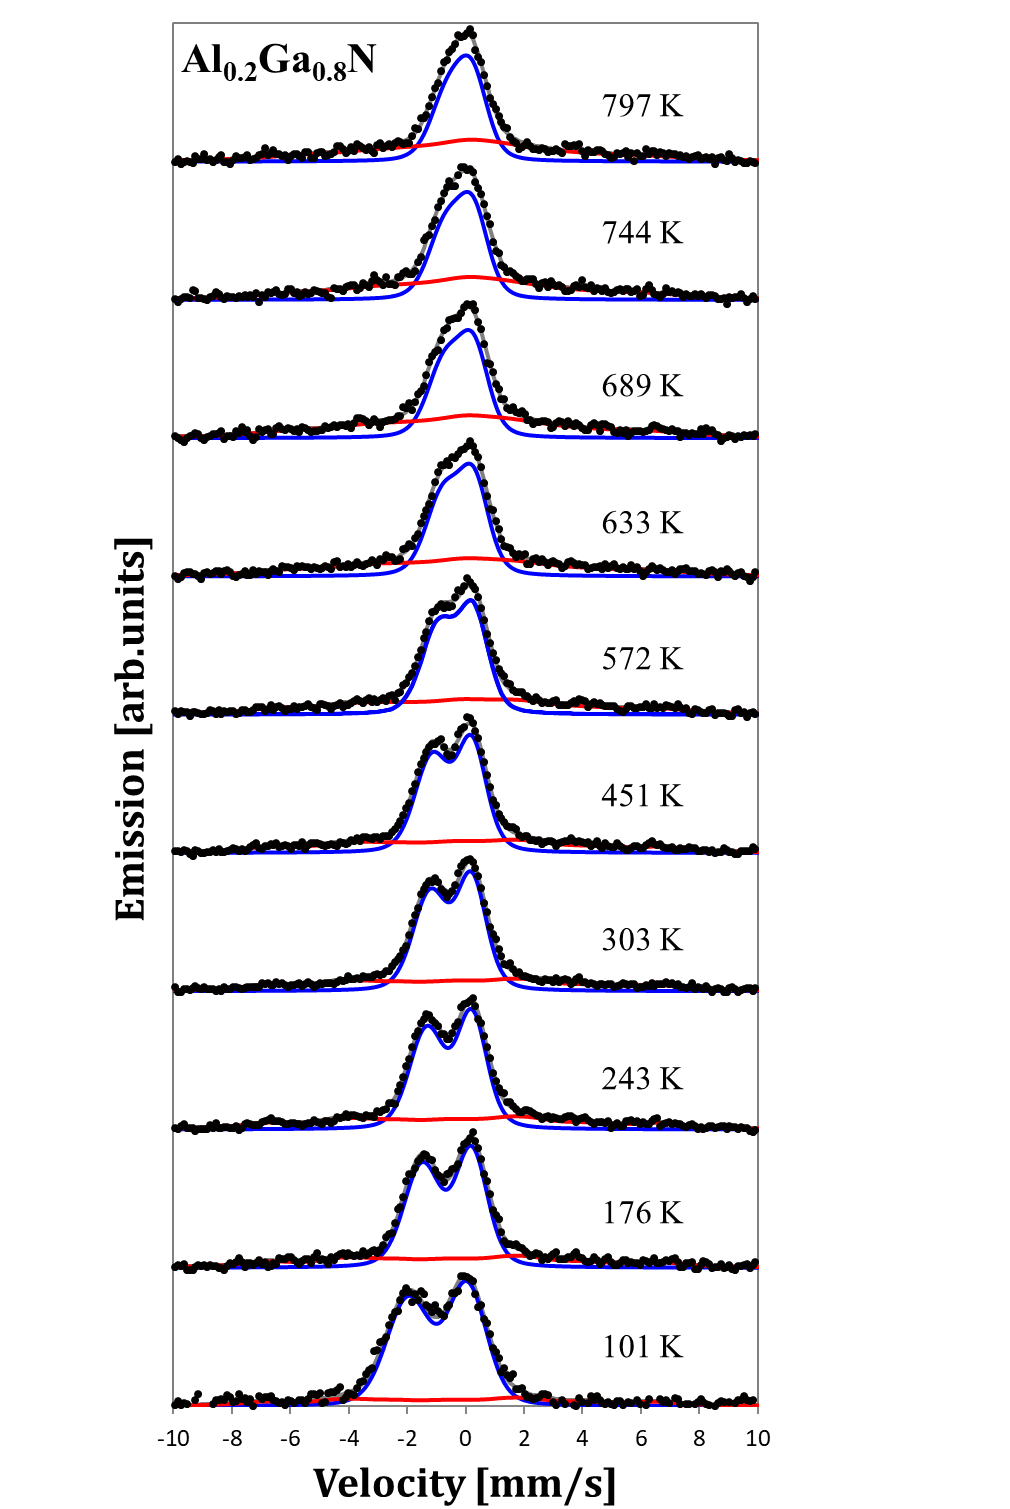 Al0.2Ga0.8N
797 K
744 K
689 K
633 K
572 K
451 K
303 K
243 K
176 K
101 K
Emission [arb.units]
-10 -8 -6 -4 -2 0 2 4 6 8 10
Velocity [mm/s]